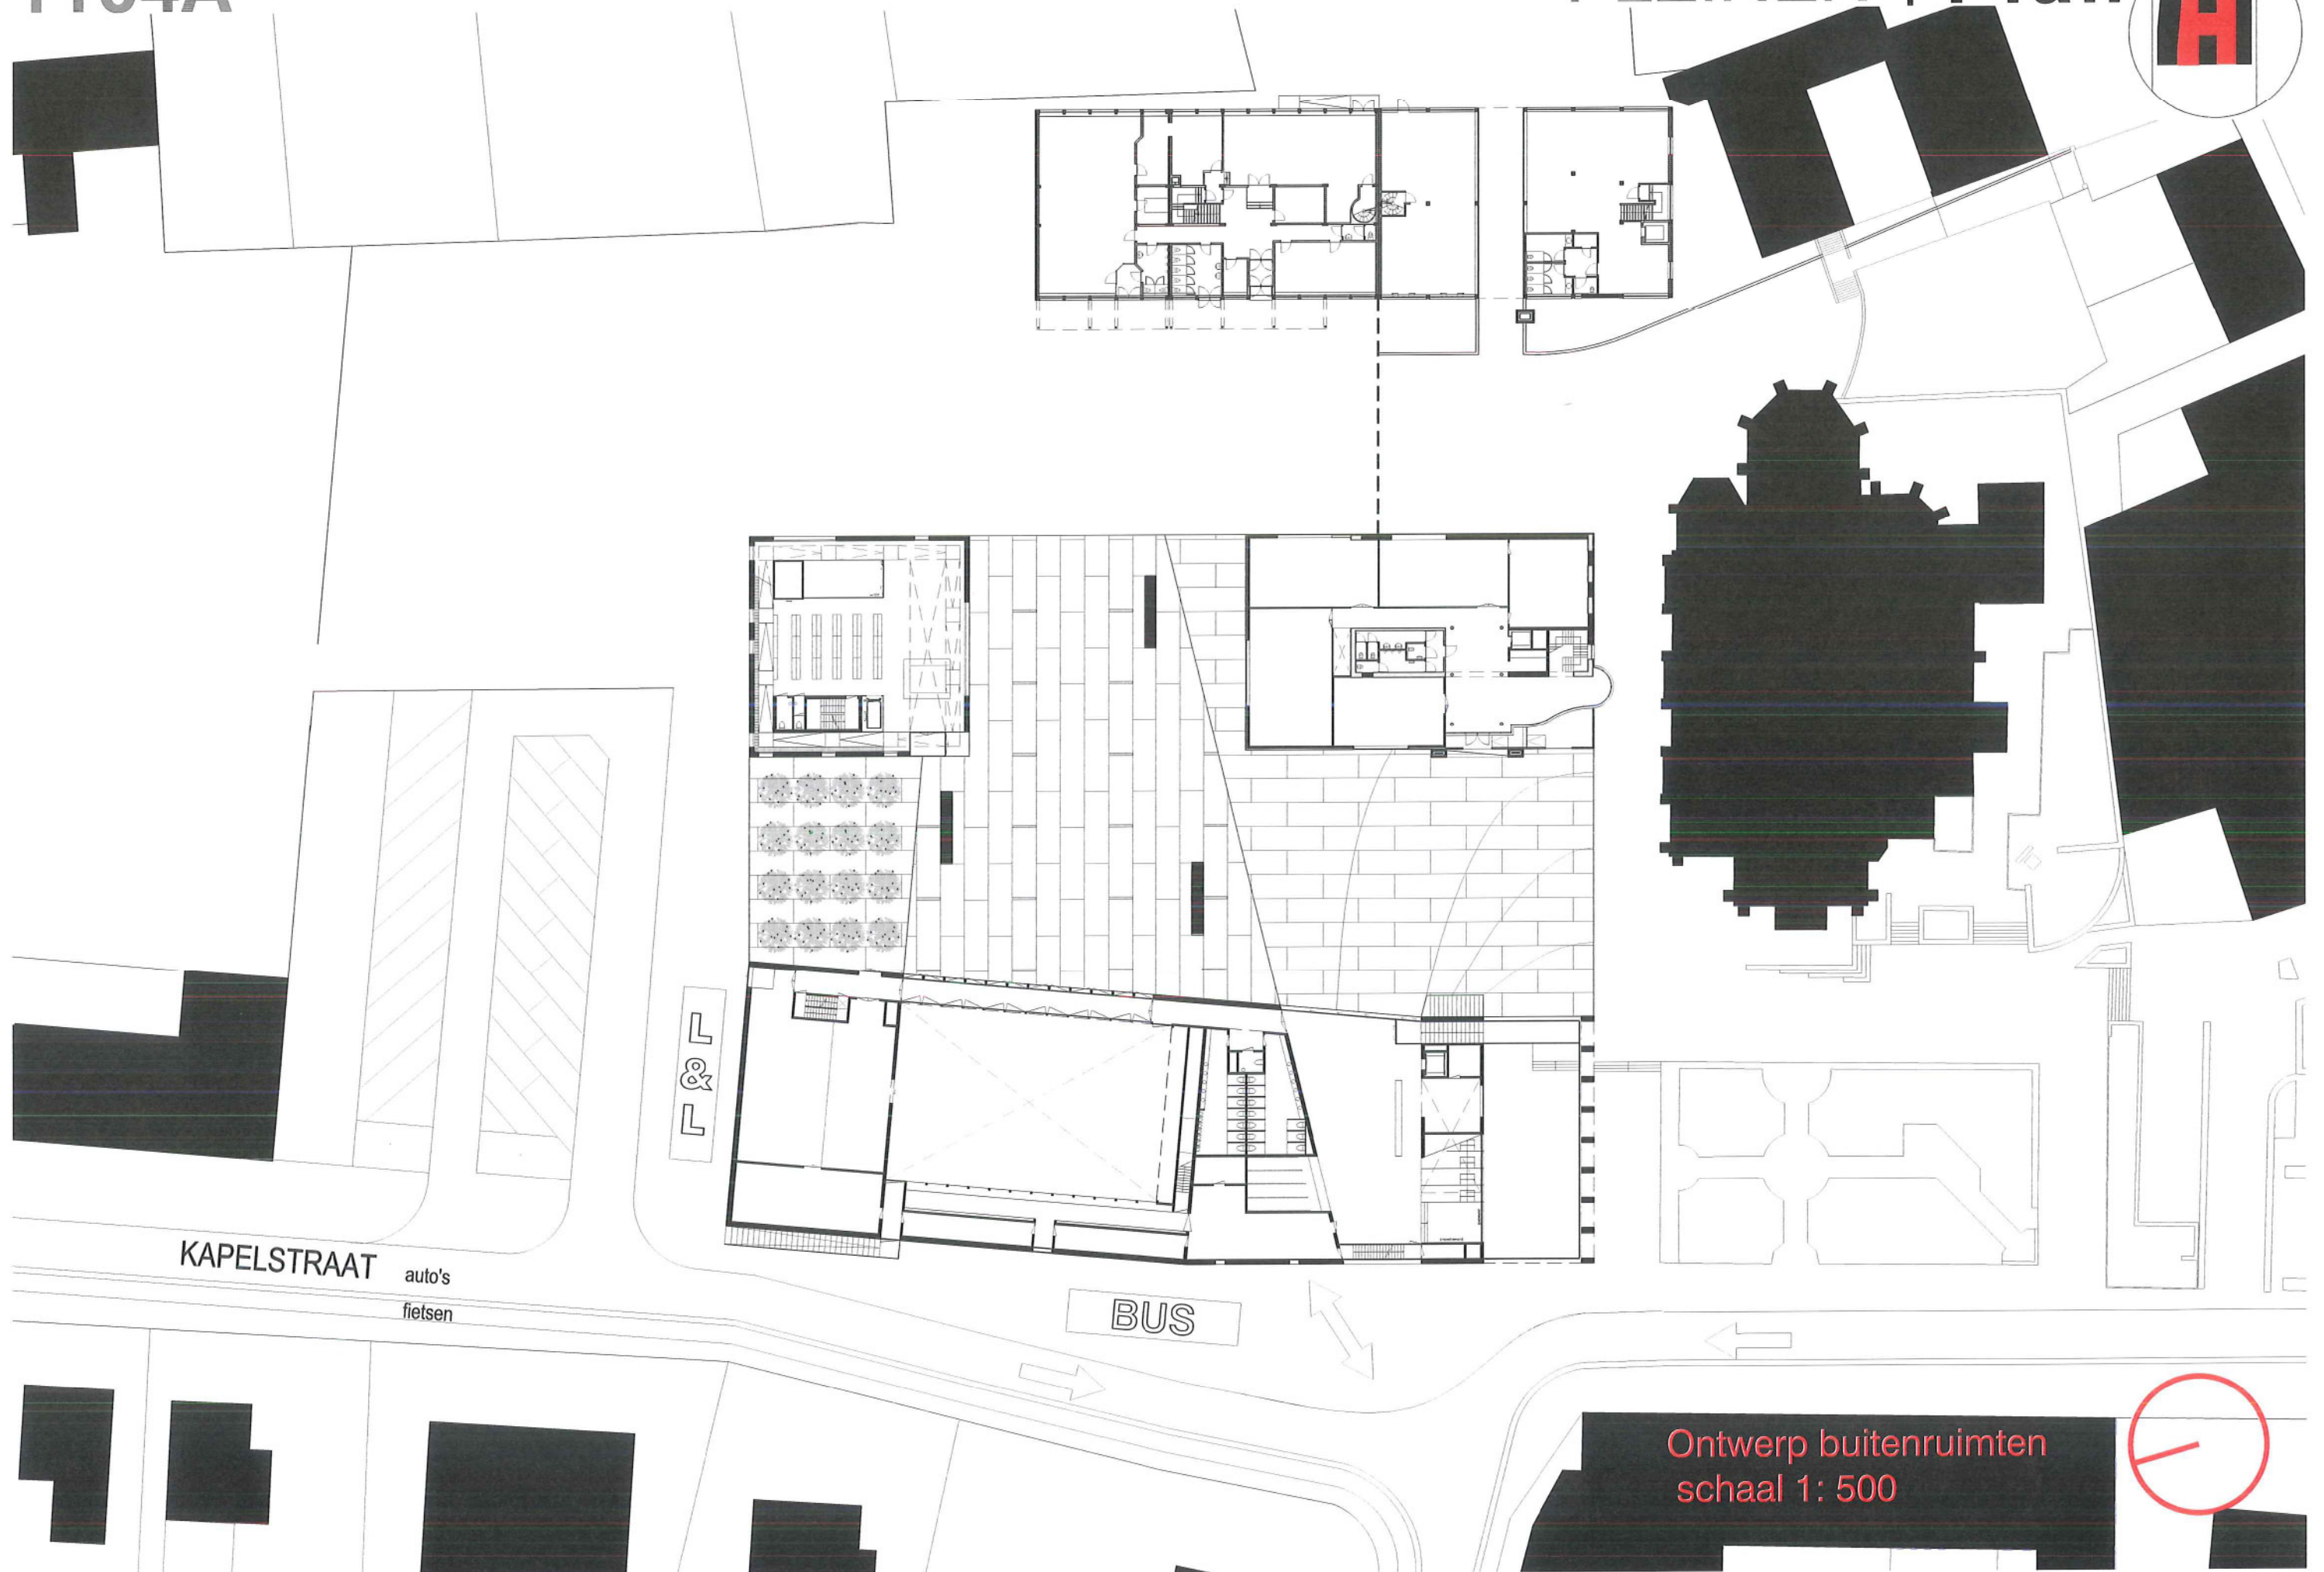 KAPELSTRAAT
auto's
fietsen
L & L
BUS
Ontwerp buitenruimten
schaal 1: 500